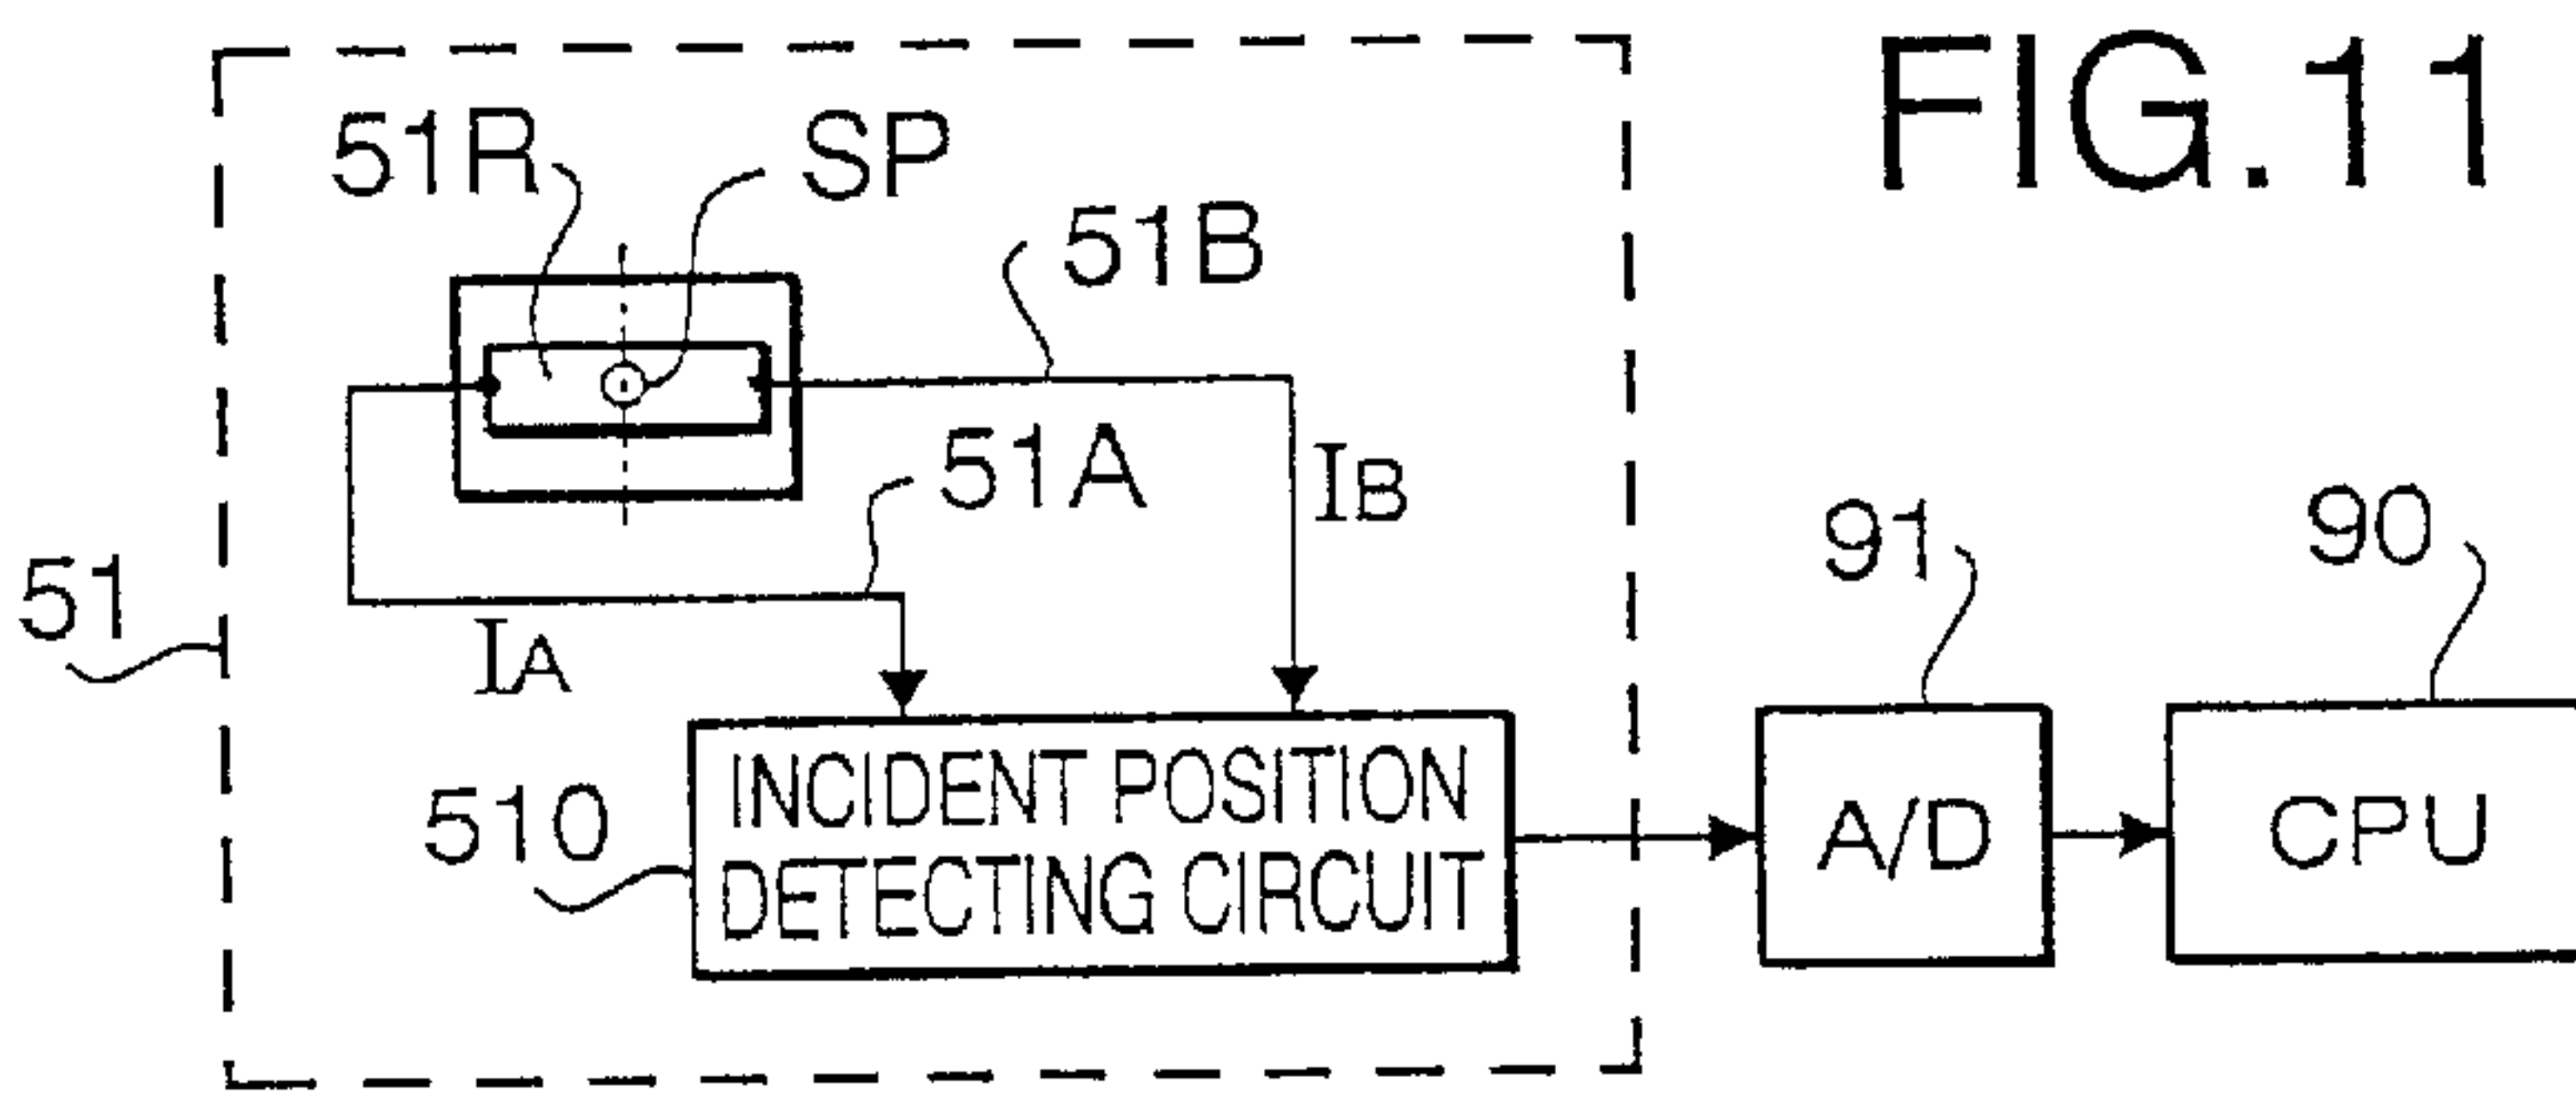 FIG.11
51R
SP
51B
51A
IB
IA
51
91
90
510
INCIDENT POSITION
DETECTING CIRCUIT
A/D
CPU